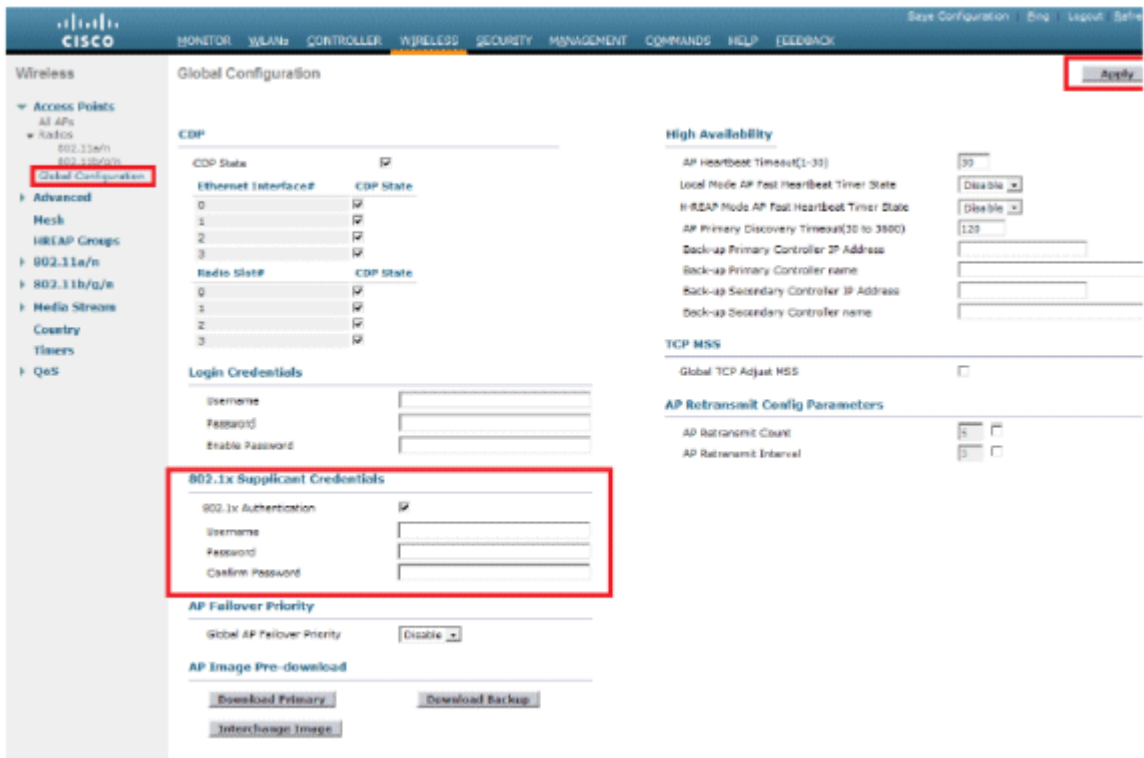 Save Configuration | Ping | Logout | Refresh
CISCO
MONITOR WLANs CONTROLLER WIRELESS SECURITY MANAGEMENT COMMANDS HELP FEEDBACK
Wireless
Access Points
All APs
Radios
802.11a/n
802.11b/g/n
Global Configuration
Advanced
Mesh
HREAP Groups
802.11a/n
802.11b/g/n
Media Stream
Country
Timers
QoS
Global Configuration
Apply
CDP
CDP State
Ethernet Interface# CDP State
0
1
2
3
Radio Slot# CDP State
0
1
2
3
Login Credentials
Username
Password
Enable Password
802.1x Supplicant Credentials
802.1x Authentication
Username
Password
Confirm Password
AP Failover Priority
Global AP Failover Priority Disable
AP Image Pre-download
Download Primary Download Backup
Interchange Image
High Availability
AP Heartbeat Timeout(1-30) 30
Local Mode AP Fast Heartbeat Timer State Disable
H-REAP Mode AP Fast Heartbeat Timer State Disable
AP Primary Discovery Timeout(30 to 3600) 120
Back-up Primary Controller IP Address
Back-up Primary Controller name
Back-up Secondary Controller IP Address
Back-up Secondary Controller name
TCP MSS
Global TCP Adjust MSS
AP Retransmit Config Parameters
AP Retransmit Count 5
AP Retransmit Interval 3